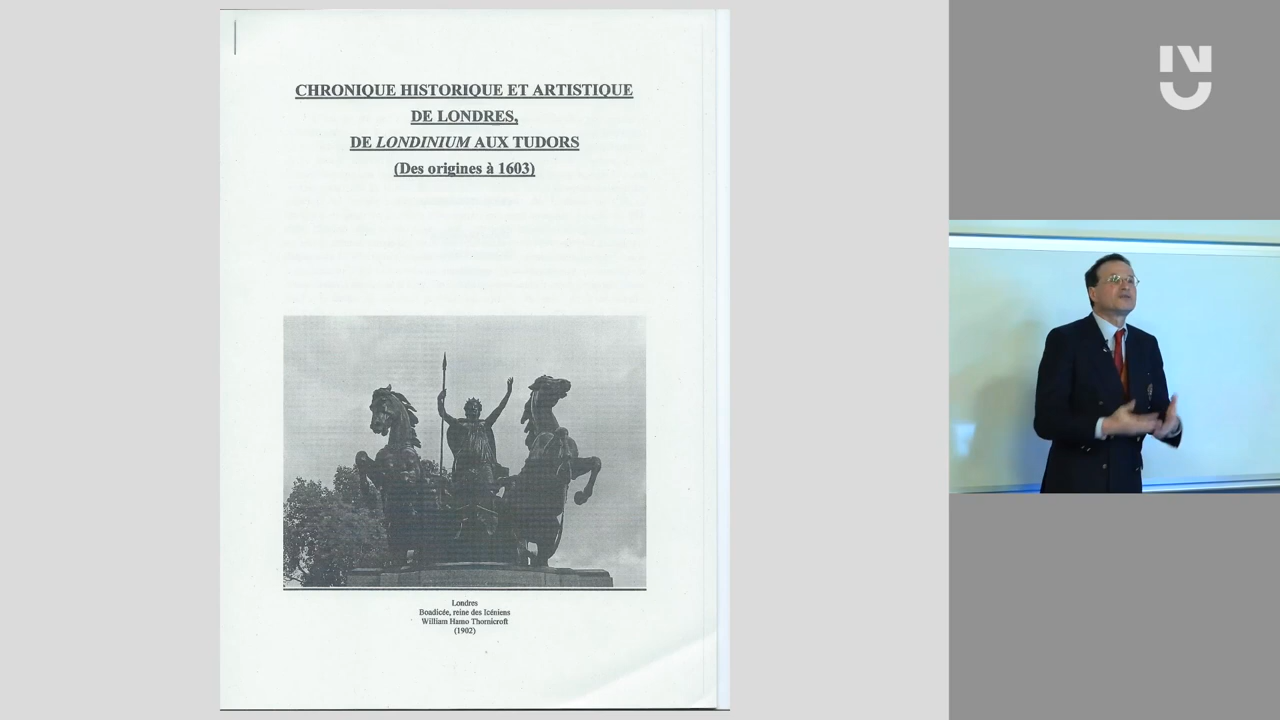 CHRONIQUE HISTORIQUE ET ARTISTIQUE
DE LONDRES,
DE LONDINIUM AUX TUDORS
(Des origines à 1603)
Londres
Boadicée, reine des Icéniens
William Hamo Thornicroft
(1902)